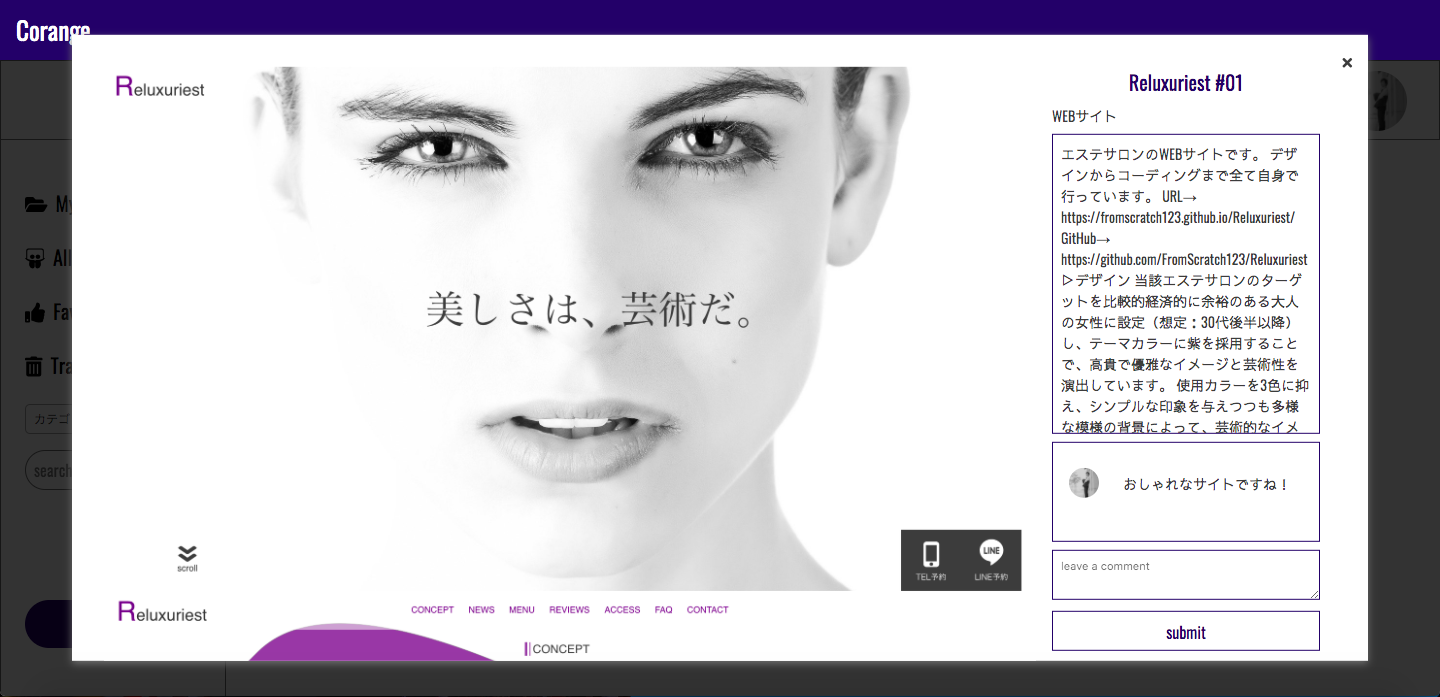 Corange
My
All
Fav
Tra
カテゴ
search
Reluxuriest
美しさは、芸術だ。
scroll
TEL予約
LINE
LINE予約
Reluxuriest
CONCEPT NEWS MENU REVIEWS ACCESS FAQ CONTACT
CONCEPT
×
Reluxuriest #01
WEBサイト
エステサロンのWEBサイトです。 デザ
インからコーディングまで全て自身で
行っています。 URL→
https://fromscratch123.github.io/Reluxuriest/
GitHub→
https://github.com/FromScratch123/Reluxuriest
▷デザイン 当該エステサロンのターゲ
ットを比較的経済的に余裕のある大人
の女性に設定（想定：30代後半以降）
し、テーマカラーに紫を採用すること
で、高貴で優雅なイメージと芸術性を
演出しています。 使用カラーを3色に抑
え、シンプルな印象を与えつつも多様
な模様の背景によって、芸術的なイメ
おしゃれなサイトですね！
leave a comment
submit